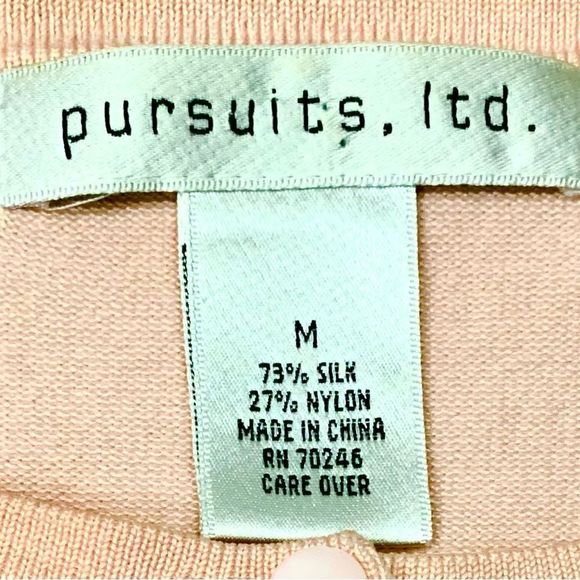 pursuits, ltd.
M
73% SILK
27% NYLON
MADE IN CHINA
RN 70246
CARE OVER